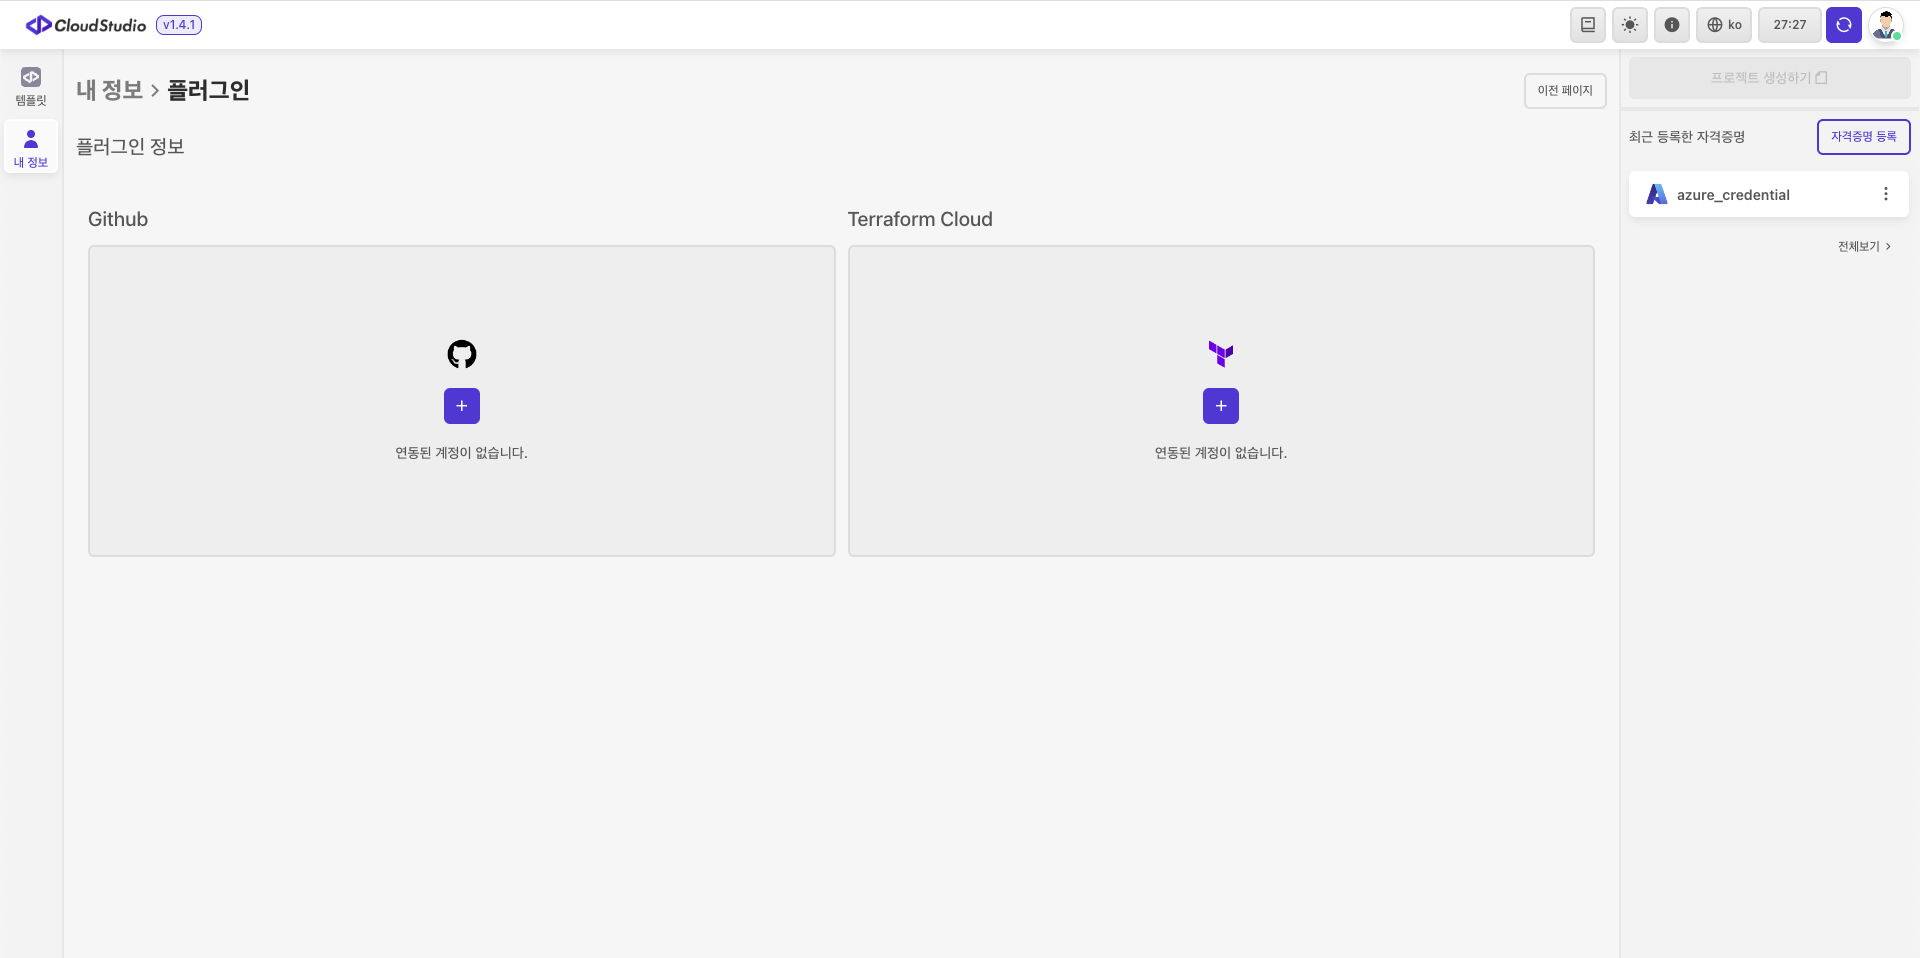 CloudStudio v1.4.1
ko 27:27
템플릿
내 정보
내 정보 > 플러그인
이전 페이지
플러그인 정보
Github
연동된 계정이 없습니다.
Terraform Cloud
연동된 계정이 없습니다.
프로젝트 생성하기
최근 등록한 자격증명
자격증명 등록
azure_credential
전체보기 >